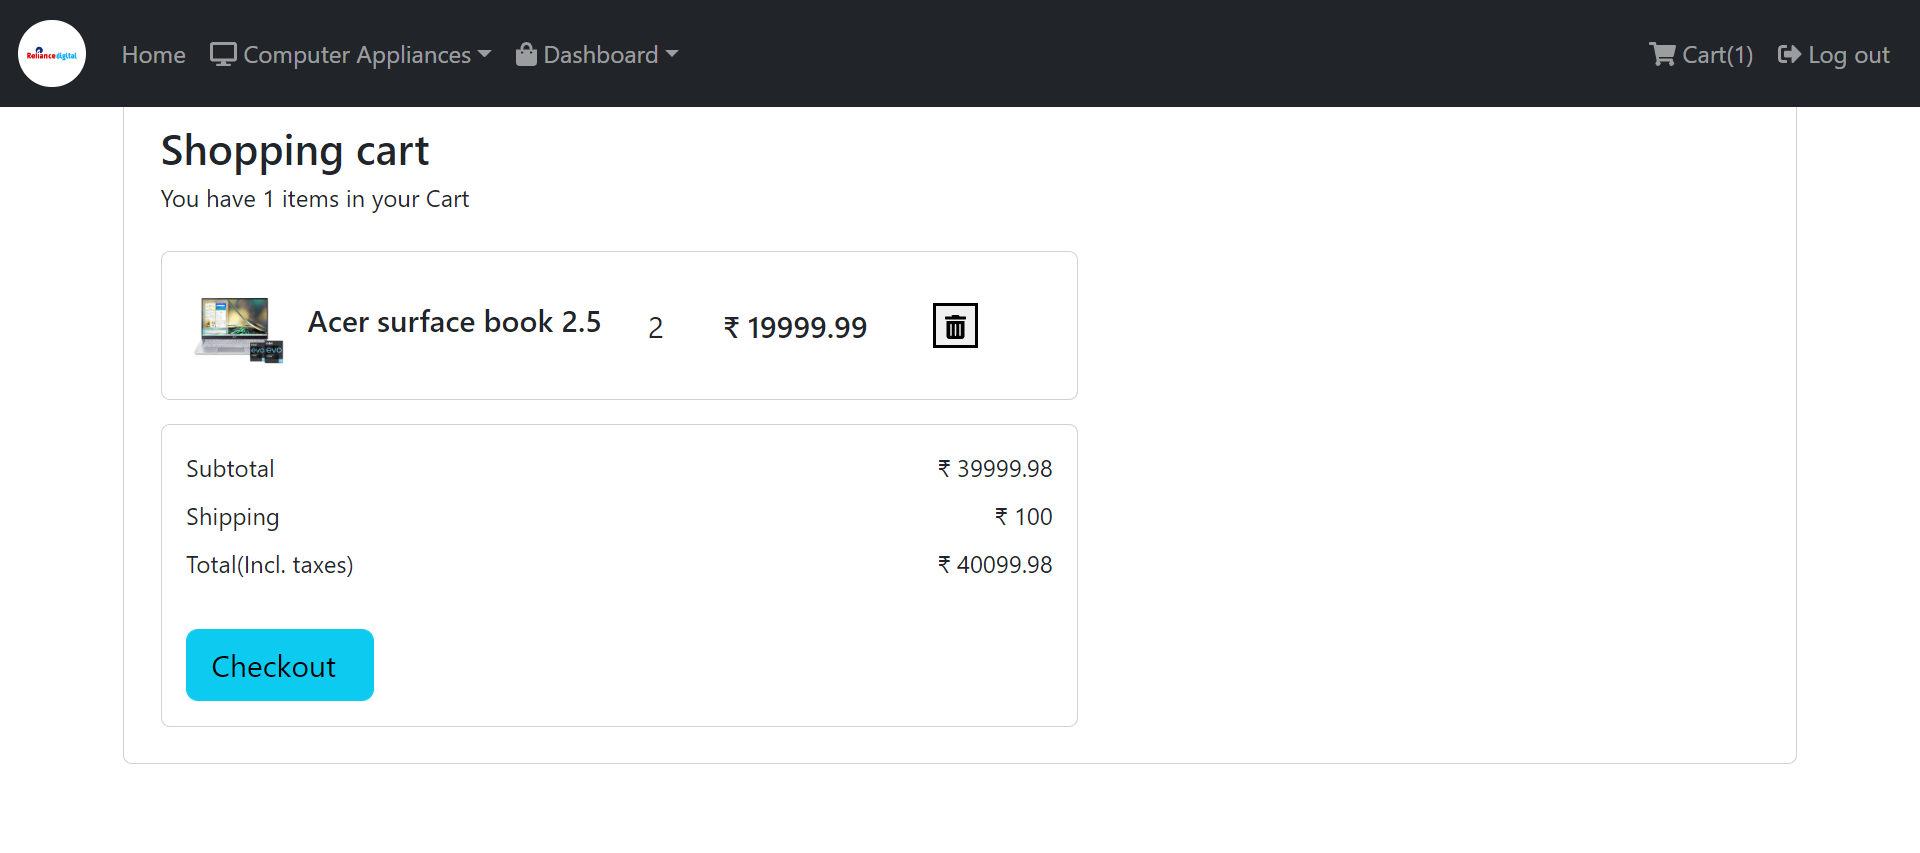 Reliance digital
Home Computer Appliances Dashboard Cart(1) Log out
Shopping cart
You have 1 items in your Cart
Acer surface book 2.5 2 ₹ 19999.99
evo evo
Subtotal ₹ 39999.98
Shipping ₹ 100
Total(Incl. taxes) ₹ 40099.98
Checkout